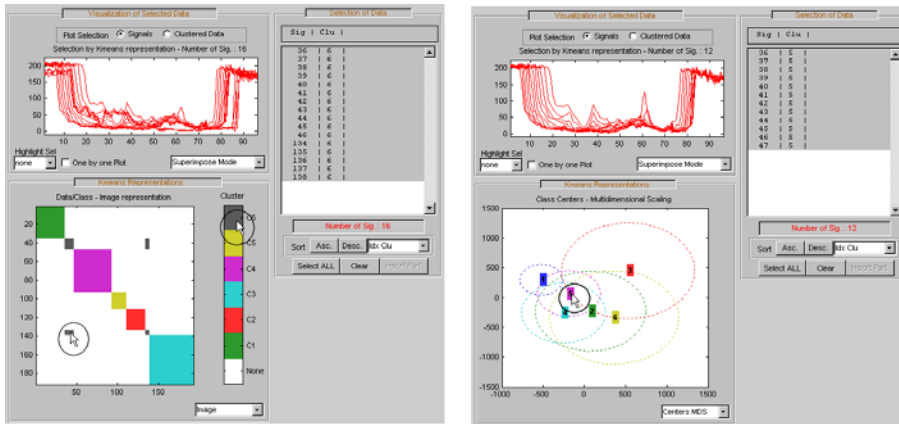 Visualization of Selected Data
Plot Selection Signals Clustered Data
Selection by Kmeans representation - Number of Sig. : 16
200
150
100
50
0
10 20 30 40 50 60 70 80 90
Highlight Sel
none One by one Plot Superimpose Mode
Kmeans Representations
Data/Class - Image representation
Cluster
20
40
60
80
100
120
140
160
180
50 100 150
C6
C5
C4
C3
C2
C1
None
Image
Selection of Data
Sig | Clu |
36 | 6 |
37 | 6 |
38 | 6 |
39 | 6 |
40 | 6 |
41 | 6 |
42 | 6 |
43 | 6 |
44 | 6 |
45 | 6 |
46 | 6 |
134 | 6 |
135 | 6 |
136 | 6 |
137 | 6 |
138 | 6 |
Number of Sig. : 16
Sort Asc. Desc. Idx Clu
Select ALL Clear Import Part
Visualization of Selected Data
Plot Selection Signals Clustered Data
Selection by Kmeans representation - Number of Sig. : 12
200
150
100
50
0
10 20 30 40 50 60 70 80 90
Highlight Sel
none One by one Plot Superimpose Mode
Kmeans Representations
Class Centers - Multidimensional Scaling
1500
1000
500
0
-500
-1000
-1500
-1000 -500 0 500 1000 1500
1
3
5
4
2
6
Centers MDS
Selection of Data
Sig | Clu |
36 | 5 |
37 | 5 |
38 | 5 |
39 | 5 |
40 | 5 |
41 | 5 |
42 | 5 |
43 | 5 |
44 | 5 |
45 | 5 |
46 | 5 |
47 | 5 |
Number of Sig. : 12
Sort Asc. Desc. Idx Clu
Select ALL Clear Import Part